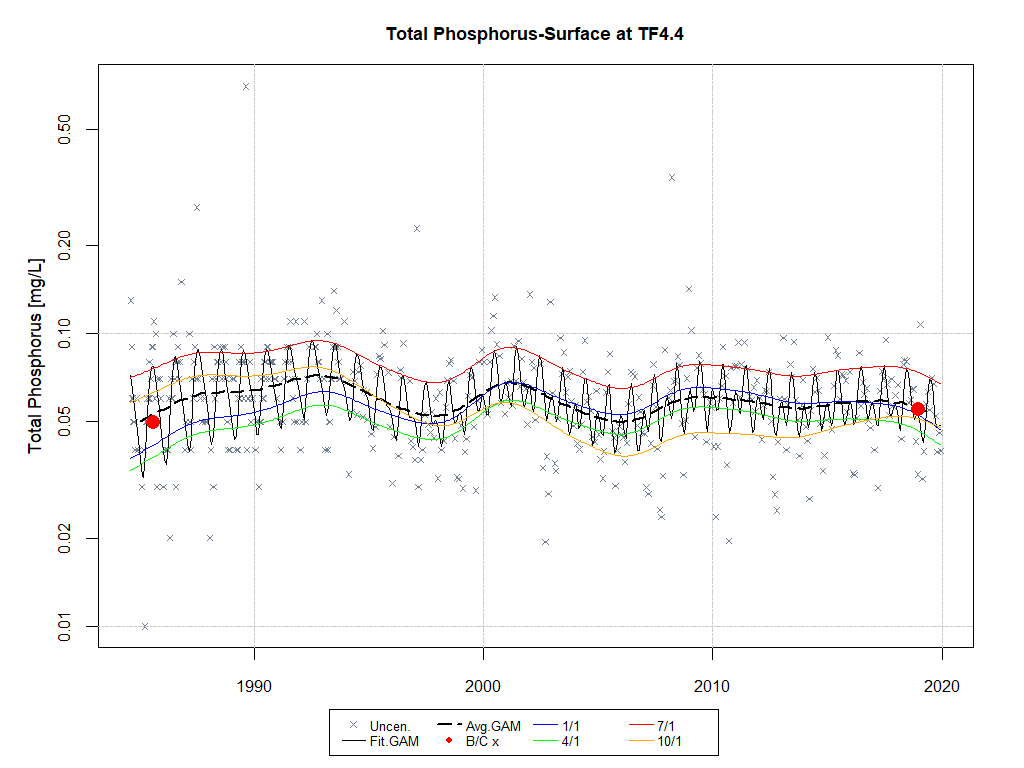 Total Phosphorus-Surface at TF4.4
Total Phosphorus [mg/L]
0.50
0.20
0.10
0.05
0.02
0.01
1990 2000 2010 2020
Uncen. Avg.GAM 1/1 7/1
Fit.GAM B/C x 4/1 10/1